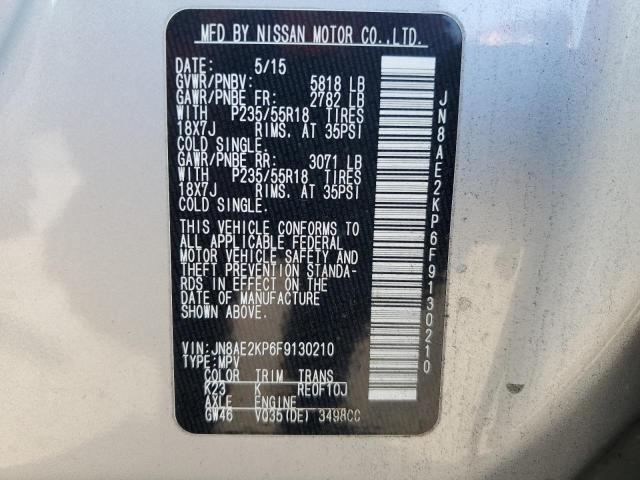 MFD BY NISSAN MOTOR CO.,LTD.
DATE: 5/15
GVWR/PNBV: 5818 LB
GAWR/PNBE FR: 2782 LB
WITH P235/55R18 TIRES
18X7J RIMS. AT 35PSI
COLD SINGLE.
GAWR/PNBE RR: 3071 LB
WITH P235/55R18 TIRES
18X7J RIMS. AT 35PSI
COLD SINGLE.
THIS VEHICLE CONFORMS TO
ALL APPLICABLE FEDERAL
MOTOR VEHICLE SAFETY AND
THEFT PREVENTION STANDA-
RDS IN EFFECT ON THE
DATE OF MANUFACTURE
SHOWN ABOVE.
VIN: JN8AE2KP6F9130210
TYPE: MPV
COLOR TRIM TRANS
K23 K RE0F10J
AXLE ENGINE
GW46 VQ35(DE) 3498CC
JN8AE2KP6F9130210